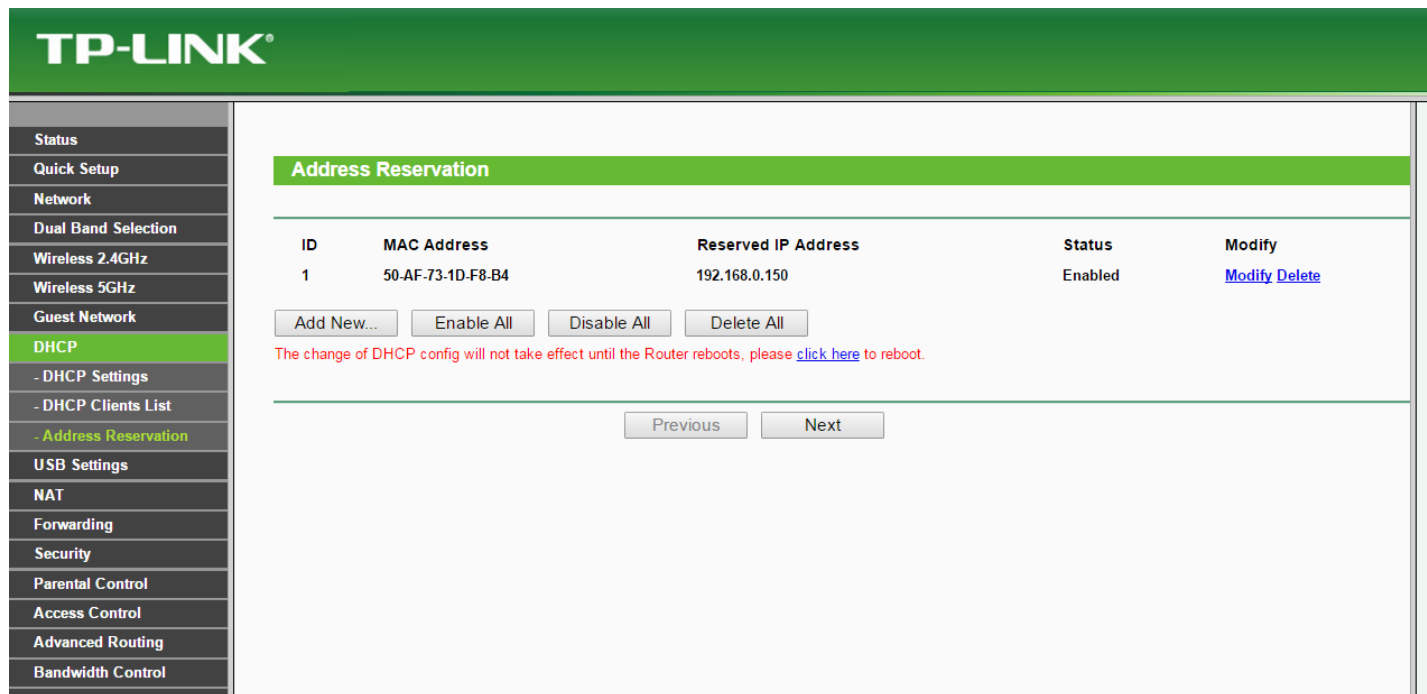 TP-LINK®
Status
Quick Setup
Network
Dual Band Selection
Wireless 2.4GHz
Wireless 5GHz
Guest Network
DHCP
- DHCP Settings
- DHCP Clients List
- Address Reservation
USB Settings
NAT
Forwarding
Security
Parental Control
Access Control
Advanced Routing
Bandwidth Control
Address Reservation
ID MAC Address Reserved IP Address Status Modify
1 50-AF-73-1D-F8-B4 192.168.0.150 Enabled Modify Delete
Add New... Enable All Disable All Delete All
The change of DHCP config will not take effect until the Router reboots, please click here to reboot.
Previous Next